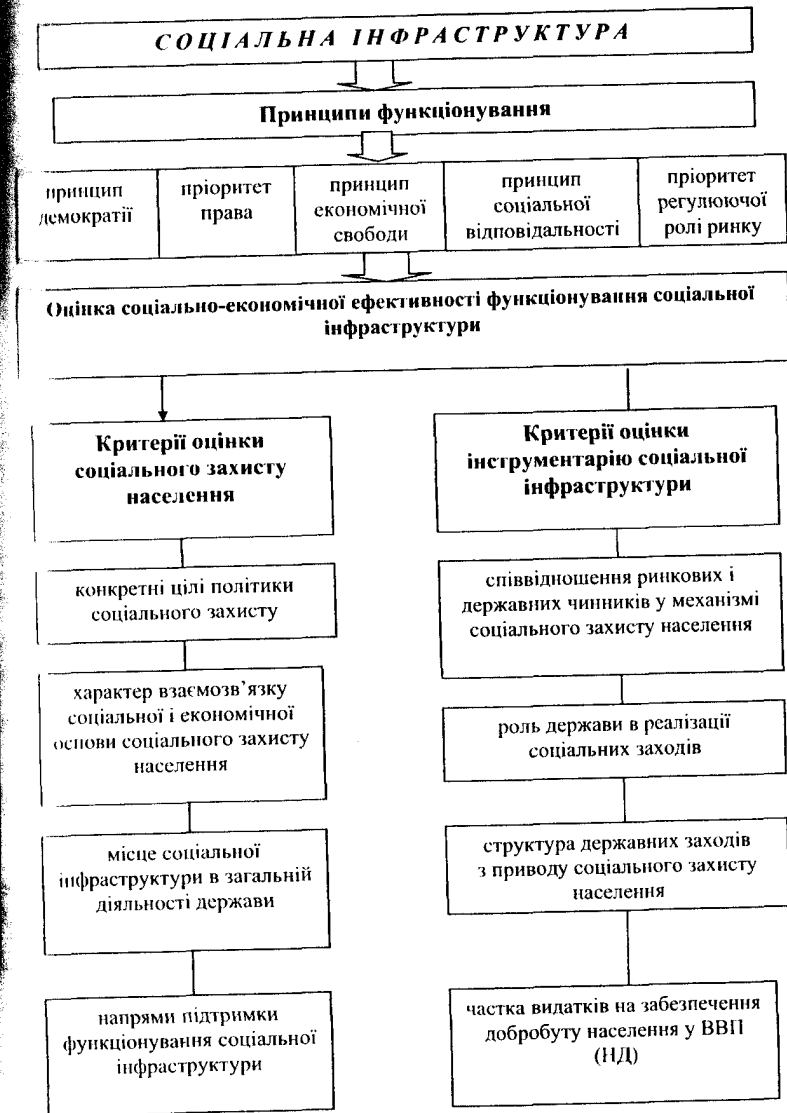 СОЦІАЛЬНА ІНФРАСТРУКТУРА
Принципи функціонування
принцип
демократії
пріоритет
права
принцип
економічної
свободи
принцип
соціальної
відповідальності
пріоритет
регулюючої
ролі ринку
Оцінка соціально-економічної ефективності функціонування соціальної
інфраструктури
Критерії оцінки
соціального захисту
населення
конкретні цілі політики
соціального захисту
характер взаємозв’язку
соціальної і економічної
основи соціального захисту
населення
місце соціальної
інфраструктури в загальній
діяльності держави
напрями підтримки
функціонування соціальної
інфраструктури
Критерії оцінки
інструментарію соціальної
інфраструктури
співвідношення ринкових і
державних чинників у механізмі
соціального захисту населення
роль держави в реалізації
соціальних заходів
структура державних заходів
з приводу соціального захисту
населення
частка видатків на забезпечення
добробуту населення у ВВП
(НД)